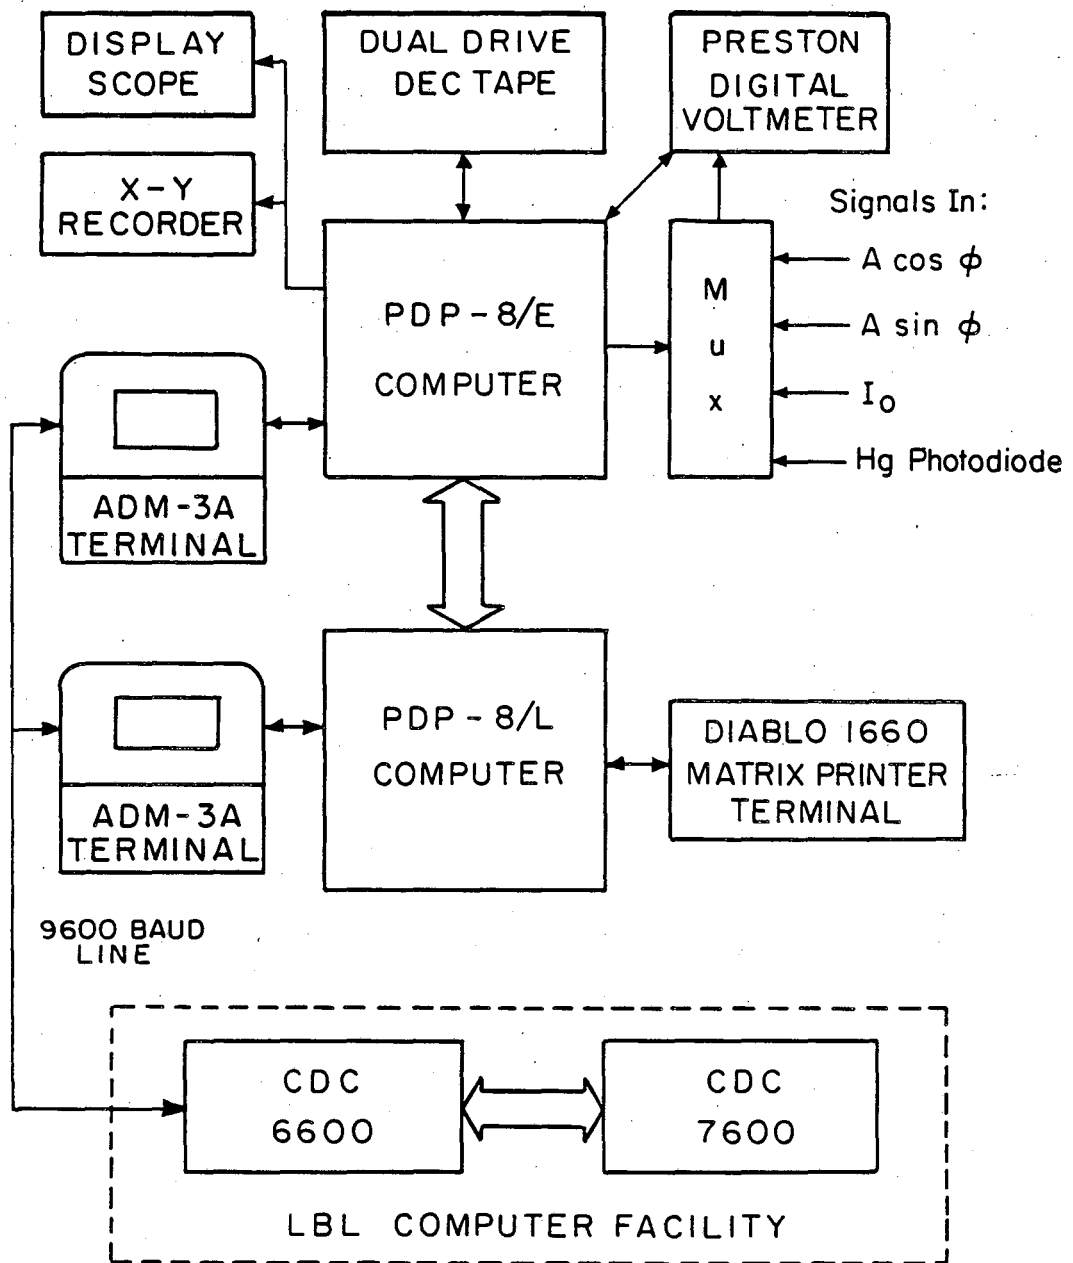 DISPLAY
SCOPE
DUAL DRIVE
DEC TAPE
PRESTON
DIGITAL
VOLTMETER
X-Y
RECORDER
Signals In:
A cos ϕ
A sin ϕ
I₀
Hg Photodiode
M
u
x
PDP-8/E
COMPUTER
ADM-3A
TERMINAL
PDP-8/L
COMPUTER
DIABLO 1660
MATRIX PRINTER
TERMINAL
ADM-3A
TERMINAL
9600 BAUD
LINE
CDC
6600
CDC
7600
LBL COMPUTER FACILITY